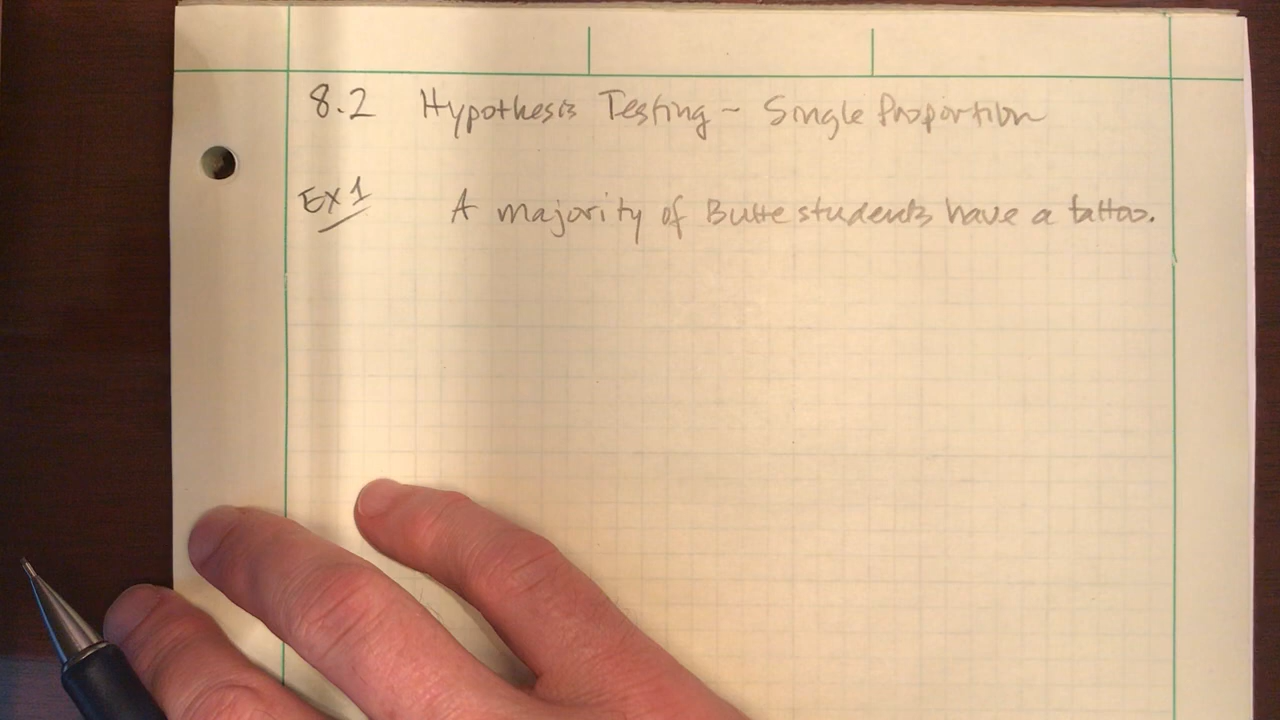 8.2 Hypothesis Testing - Single Proportion
Ex 1 A majority of Butte students have a tattoo.